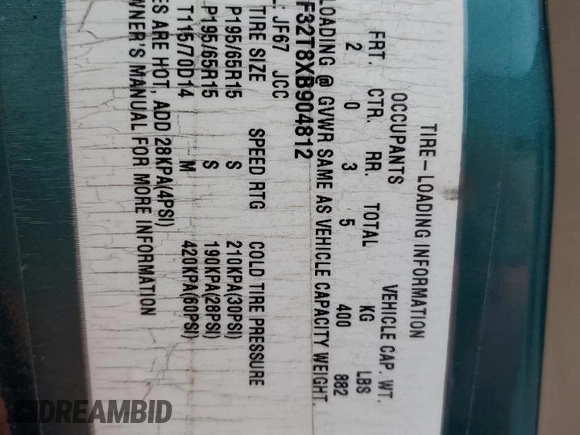 TIRE-LOADING INFORMATION
OCCUPANTS VEHICLE CAP. WT.
FRT. CTR. RR. TOTAL KG LBS
2 0 3 5 400 882
LOADING @ GVWR SAME AS VEHICLE CAPACITY WEIGHT.
F32T8XB904812
: JF67 JCC
TIRE SIZE SPEED RTG COLD TIRE PRESSURE
P195/65R15 S 210KPA(30PSI)
P195/65R15 S 190KPA(28PSI)
T115/70D14 M 420KPA(60PSI)
ES ARE HOT, ADD 28KPA(4PSI)
WNER'S MANUAL FOR MORE INFORMATION
DREAMBID